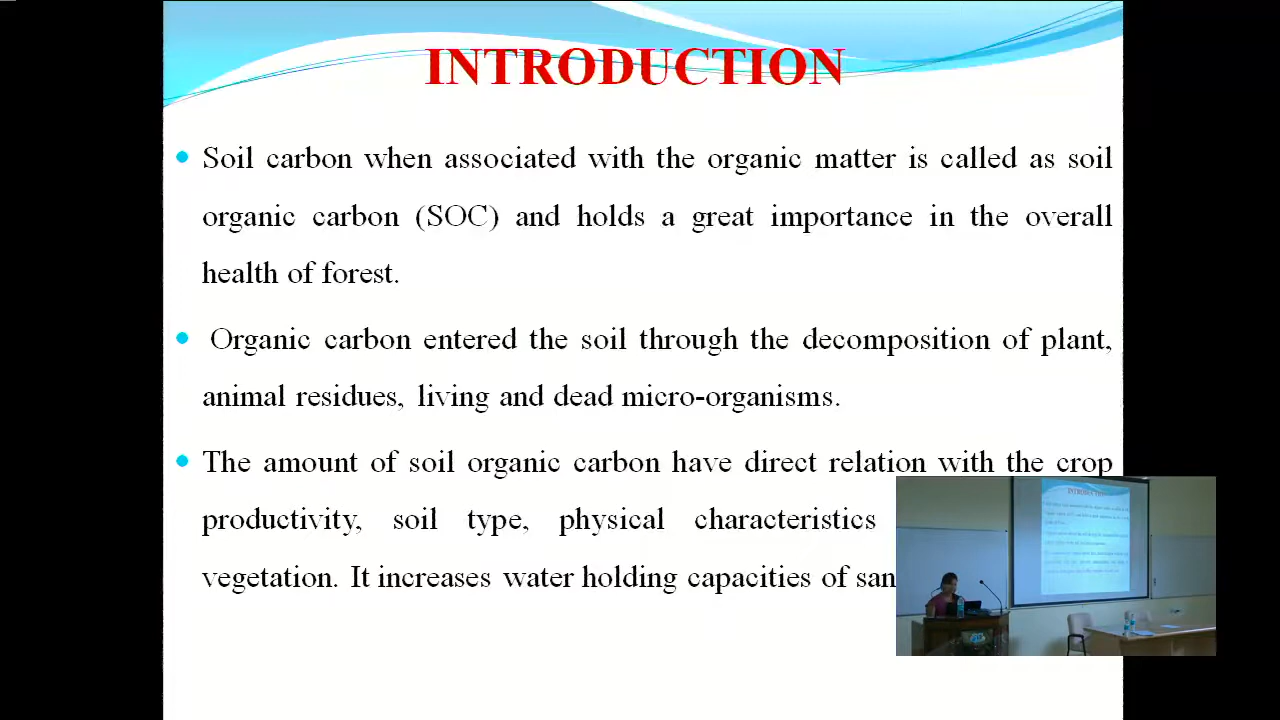 INTRODUCTION
Soil carbon when associated with the organic matter is called as soil
organic carbon (SOC) and holds a great importance in the overall
health of forest.
Organic carbon entered the soil through the decomposition of plant,
animal residues, living and dead micro-organisms.
The amount of soil organic carbon have direct relation with the crop
productivity, soil type, physical characteristics
vegetation. It increases water holding capacities of